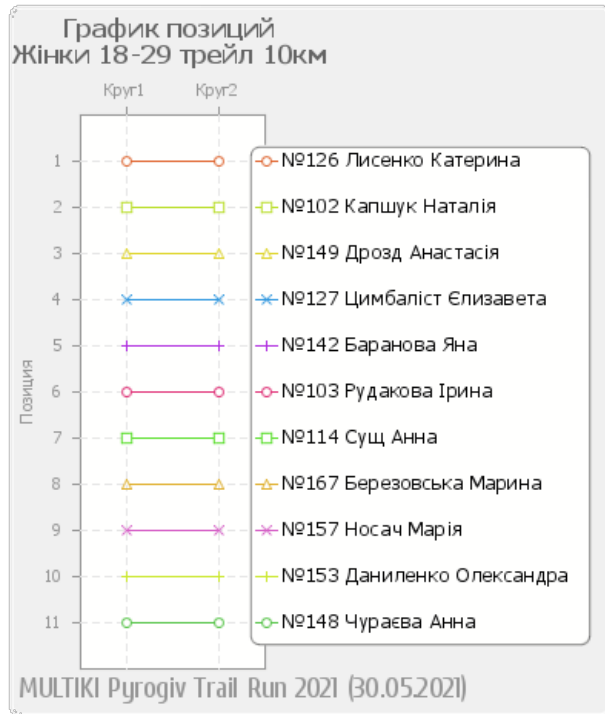 График позиций
Жінки 18-29 трейл 10км
Круг1 Круг2
Позиция
1 №126 Лисенко Катерина
2 №102 Капшук Наталія
3 №149 Дрозд Анастасія
4 №127 Цимбаліст Єлизавета
5 №142 Баранова Яна
6 №103 Рудакова Ірина
7 №114 Сущ Анна
8 №167 Березовська Марина
9 №157 Носач Марія
10 №153 Даниленко Олександра
11 №148 Чураєва Анна
MULTIKI Pyrogiv Trail Run 2021 (30.05.2021)